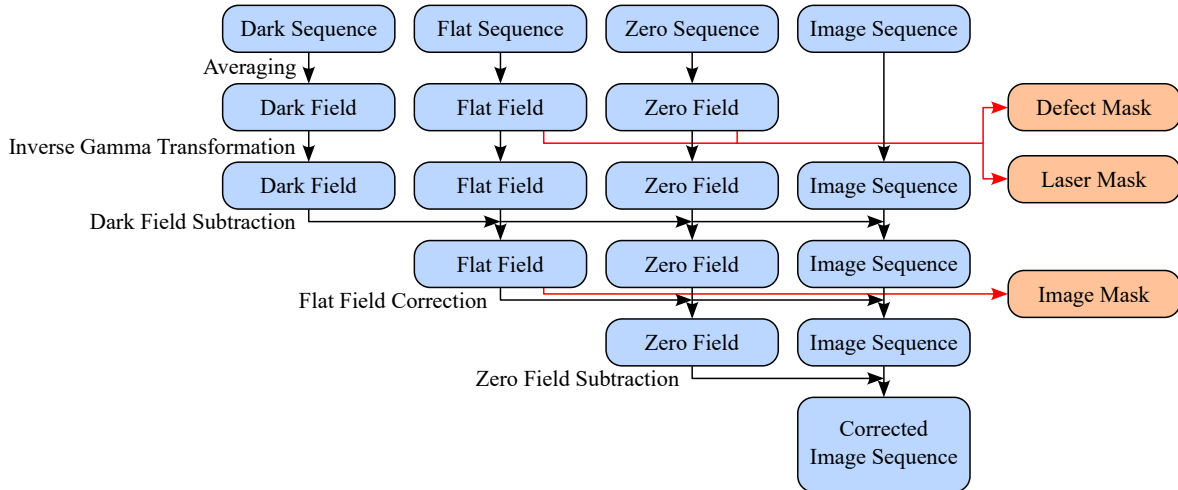 Dark Sequence
Flat Sequence
Zero Sequence
Image Sequence
Averaging
Dark Field
Flat Field
Zero Field
Defect Mask
Inverse Gamma Transformation
Dark Field
Flat Field
Zero Field
Image Sequence
Laser Mask
Dark Field Subtraction
Flat Field
Zero Field
Image Sequence
Image Mask
Flat Field Correction
Zero Field
Image Sequence
Zero Field Subtraction
Corrected
Image Sequence